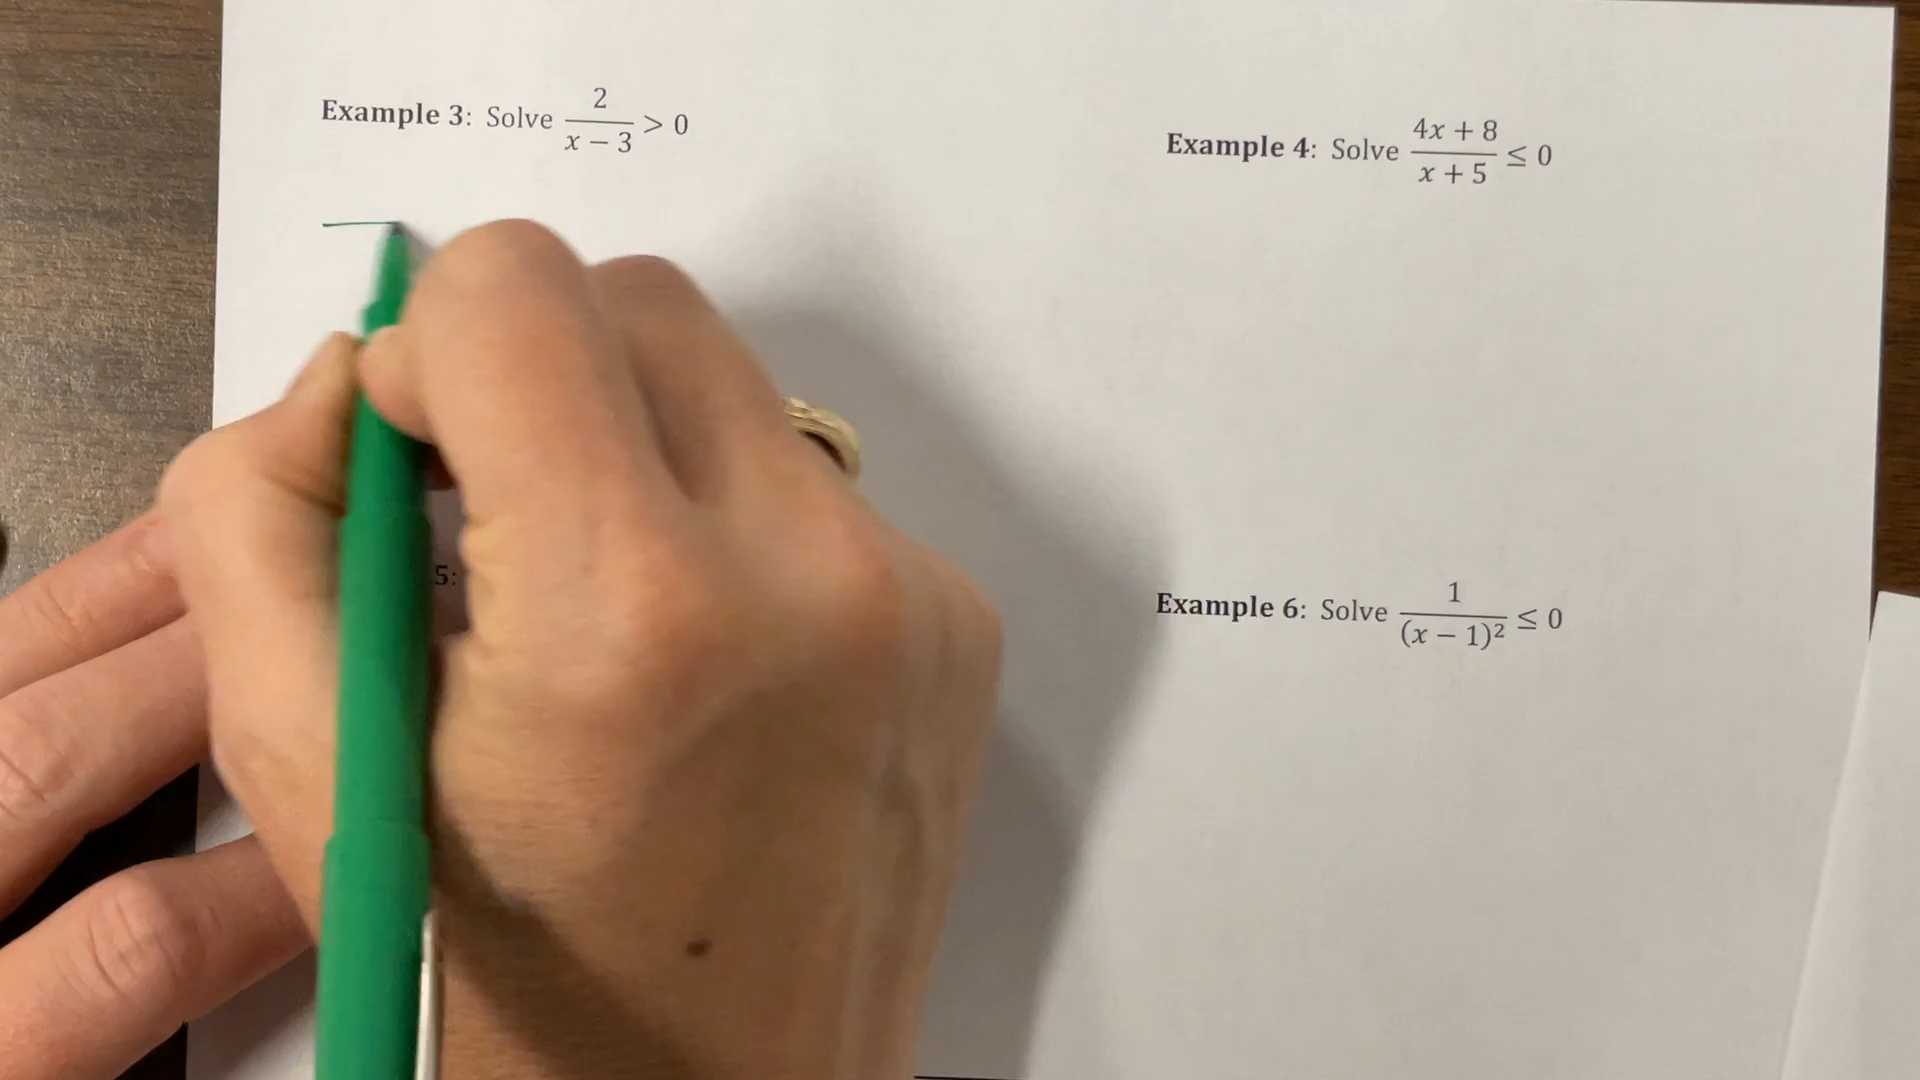 Example 3: Solve 2/(x − 3) > 0
Example 4: Solve (4x + 8)/(x + 5) ≤ 0
5:
Example 6: Solve 1/(x − 1)² ≤ 0